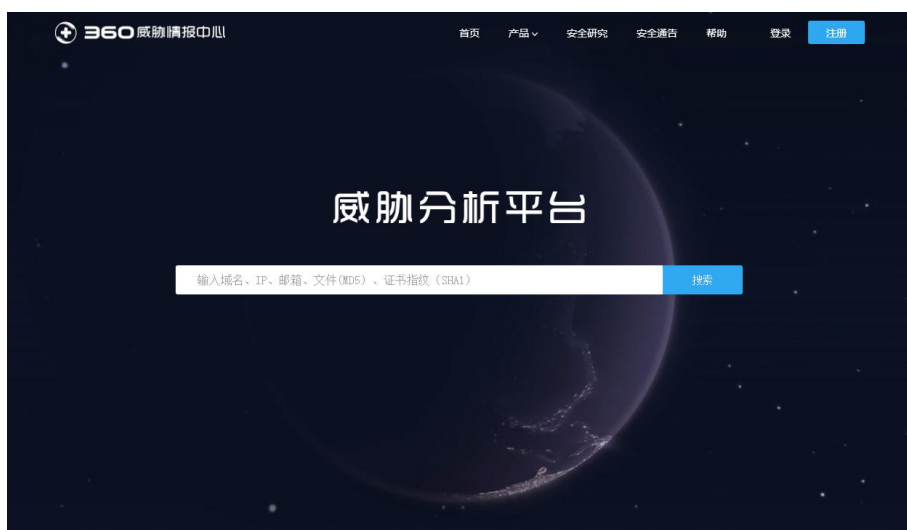 360威胁情报中心
首页 产品 安全研究 安全通告 帮助 登录 注册
威胁分析平台
输入域名、IP、邮箱、文件(MD5)、证书指纹 (SHA1) 搜索